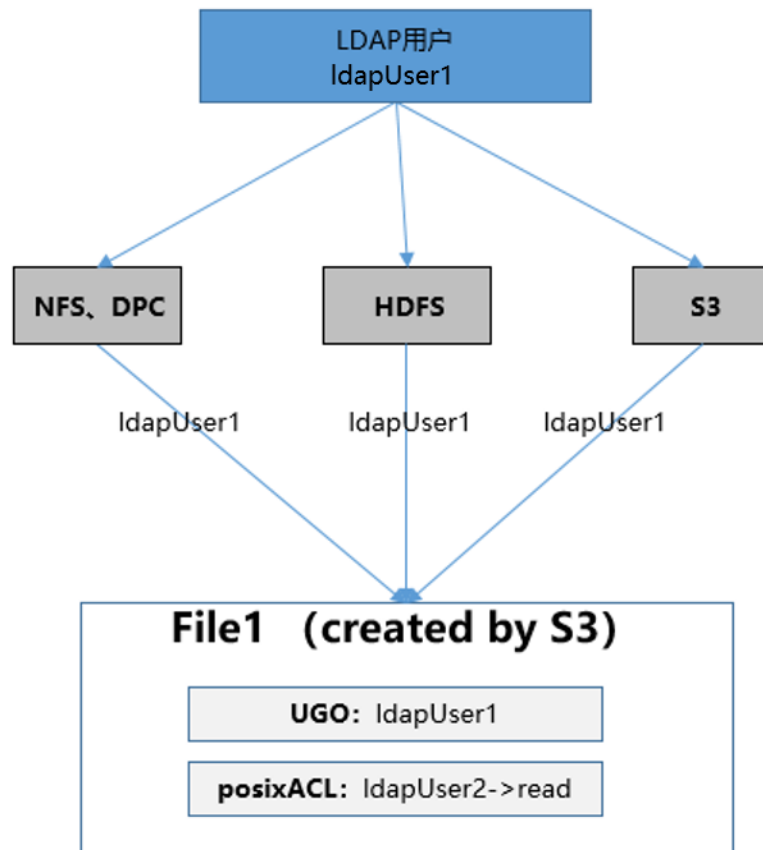 LDAP用户
ldapUser1
NFS、DPC
HDFS
S3
ldapUser1
ldapUser1
ldapUser1
File1 （created by S3）
UGO：ldapUser1
posixACL：ldapUser2->read